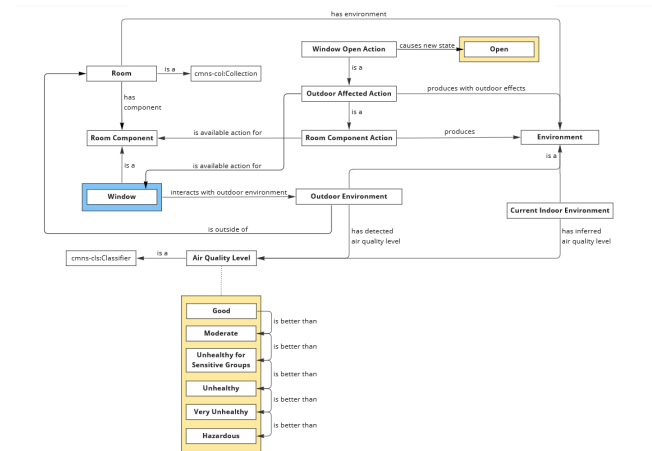 has environment
Window Open Action
causes new state
Open
is a
Room
is a
cmns-col:Collection
Outdoor Affected Action
produces with outdoor effects
has
component
is a
Room Component
is available action for
Room Component Action
produces
Environment
is a
is available action for
is a
Window
interacts with outdoor environment
Outdoor Environment
Current Indoor Environment
is outside of
has detected
air quality level
has inferred
air quality level
cmns-cls:Classifier
is a
Air Quality Level
Good
is better than
Moderate
is better than
Unhealthy for
Sensitive Groups
is better than
Unhealthy
is better than
Very Unhealthy
is better than
Hazardous